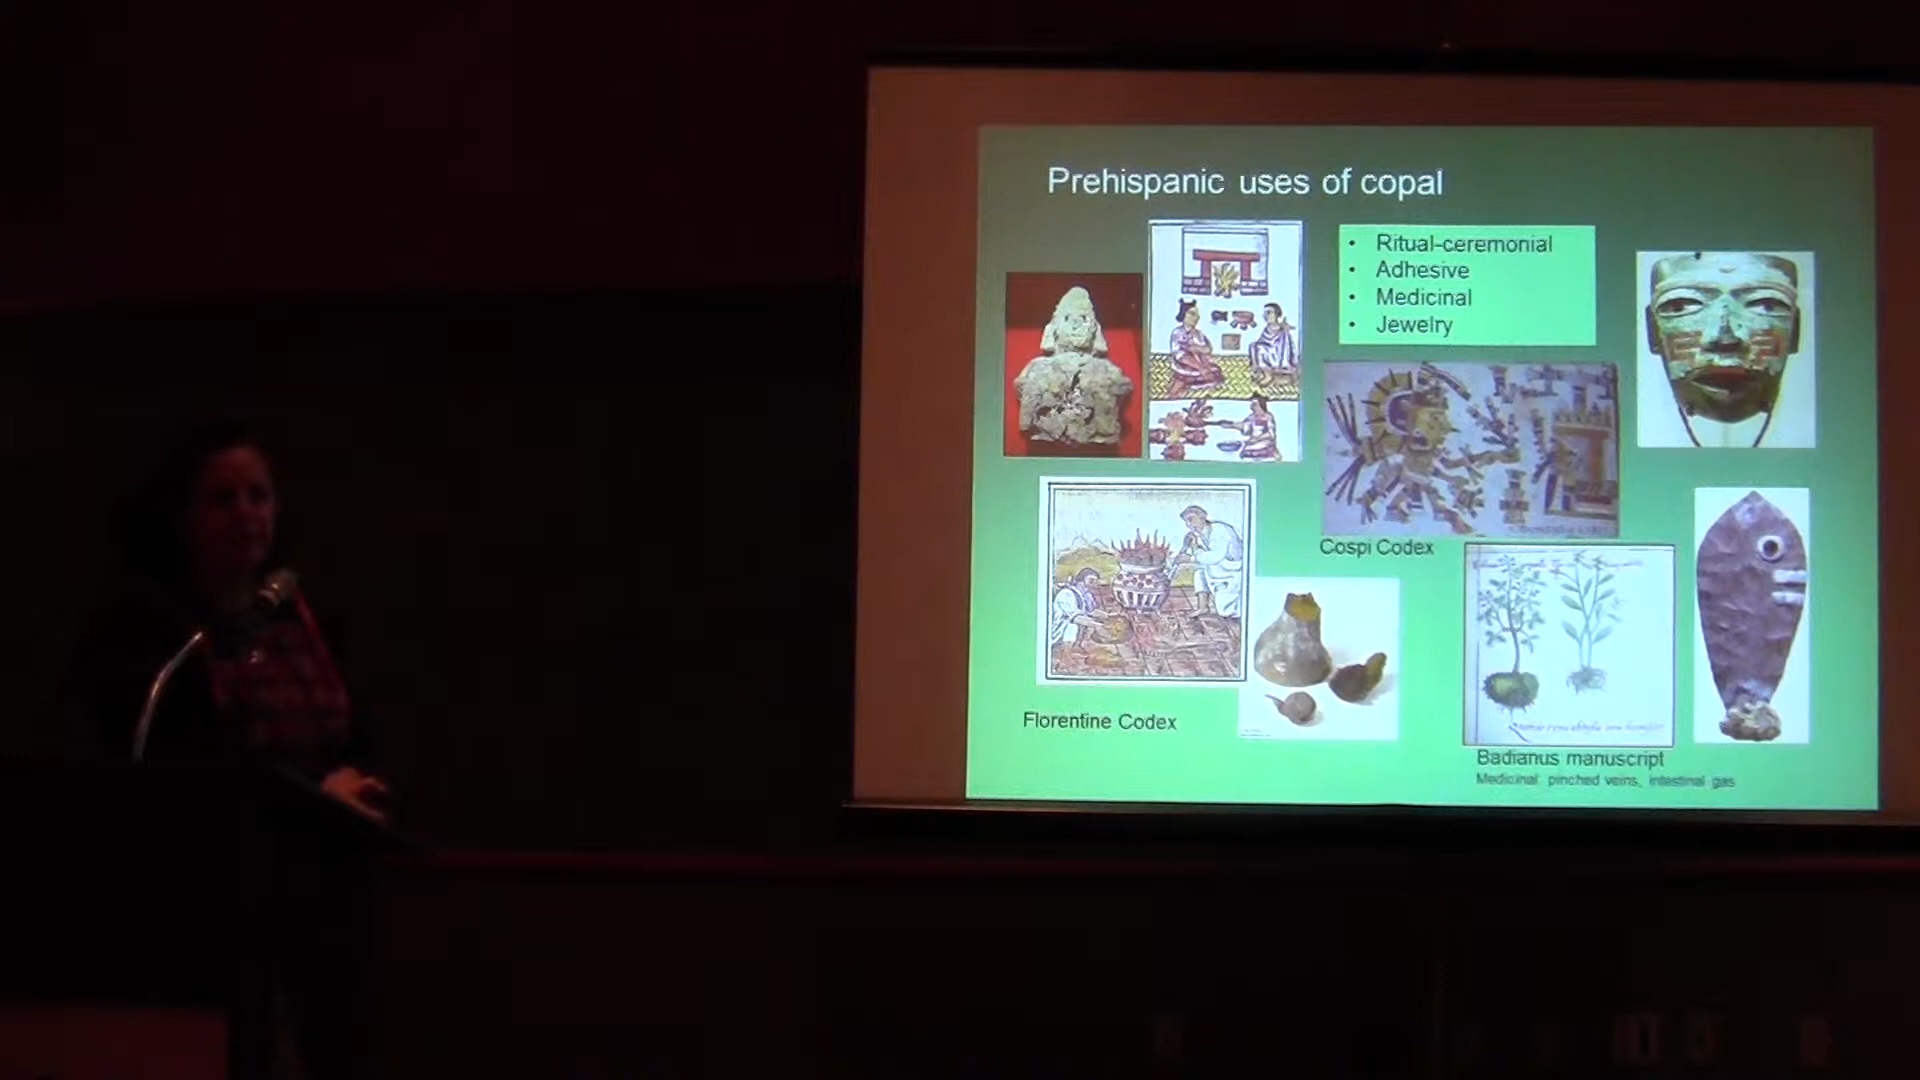 Prehispanic uses of copal
• Ritual-ceremonial
• Adhesive
• Medicinal
• Jewelry
Cospi Codex
Florentine Codex
Badianus manuscript
Medicinal: pinched veins, intestinal gas